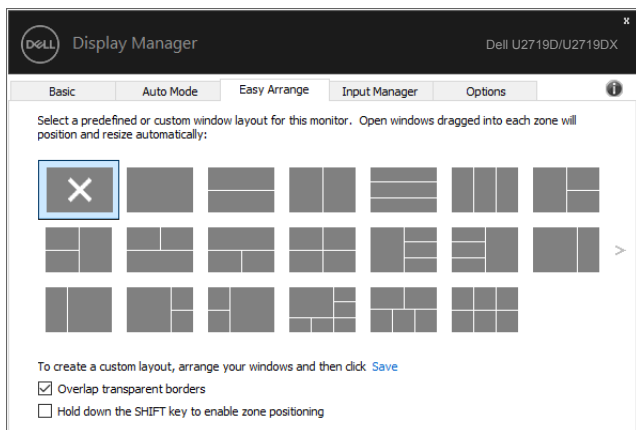 DELL Display Manager Dell U2719D/U2719DX x
Basic Auto Mode Easy Arrange Input Manager Options i
Select a predefined or custom window layout for this monitor. Open windows dragged into each zone will
position and resize automatically:
>
To create a custom layout, arrange your windows and then click Save
Overlap transparent borders
Hold down the SHIFT key to enable zone positioning